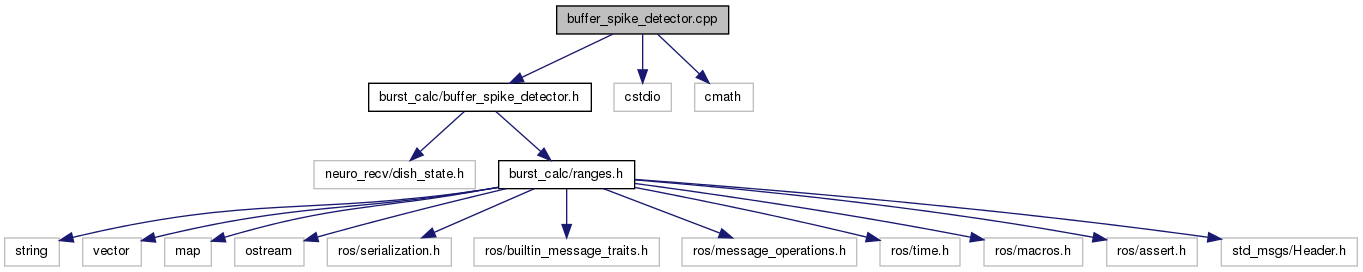 buffer_spike_detector.cpp
burst_calc/buffer_spike_detector.h
cstdio
cmath
neuro_recv/dish_state.h
burst_calc/ranges.h
string
vector
map
ostream
ros/serialization.h
ros/builtin_message_traits.h
ros/message_operations.h
ros/time.h
ros/macros.h
ros/assert.h
std_msgs/Header.h